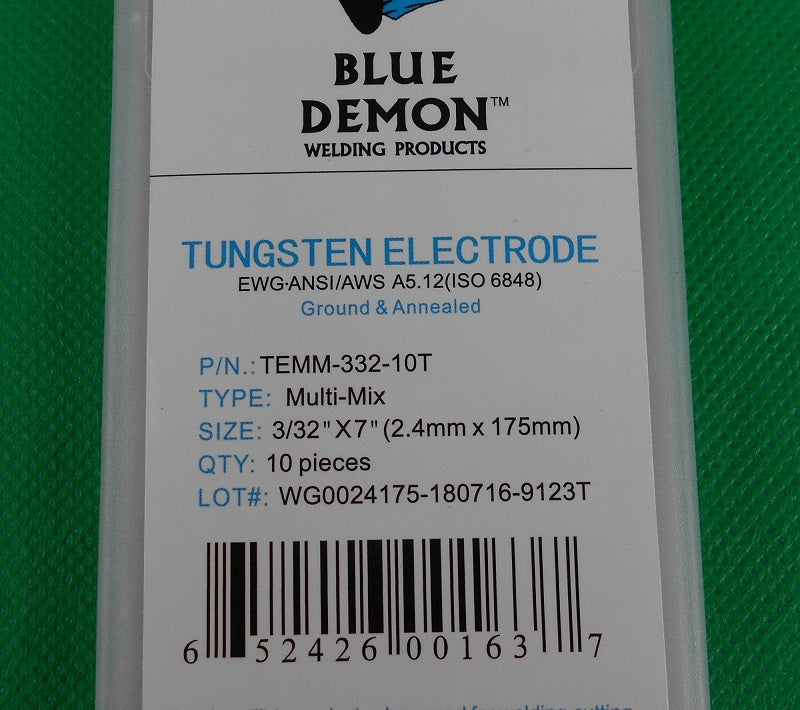 BLUE
DEMON™
WELDING PRODUCTS
TUNGSTEN ELECTRODE
EWG·ANSI/AWS A5.12(ISO 6848)
Ground & Annealed
P/N.: TEMM-332-10T
TYPE: Multi-Mix
SIZE: 3/32" X 7" (2.4mm x 175mm)
QTY: 10 pieces
LOT#: WG0024175-180716-9123T
6 52426 00163 7